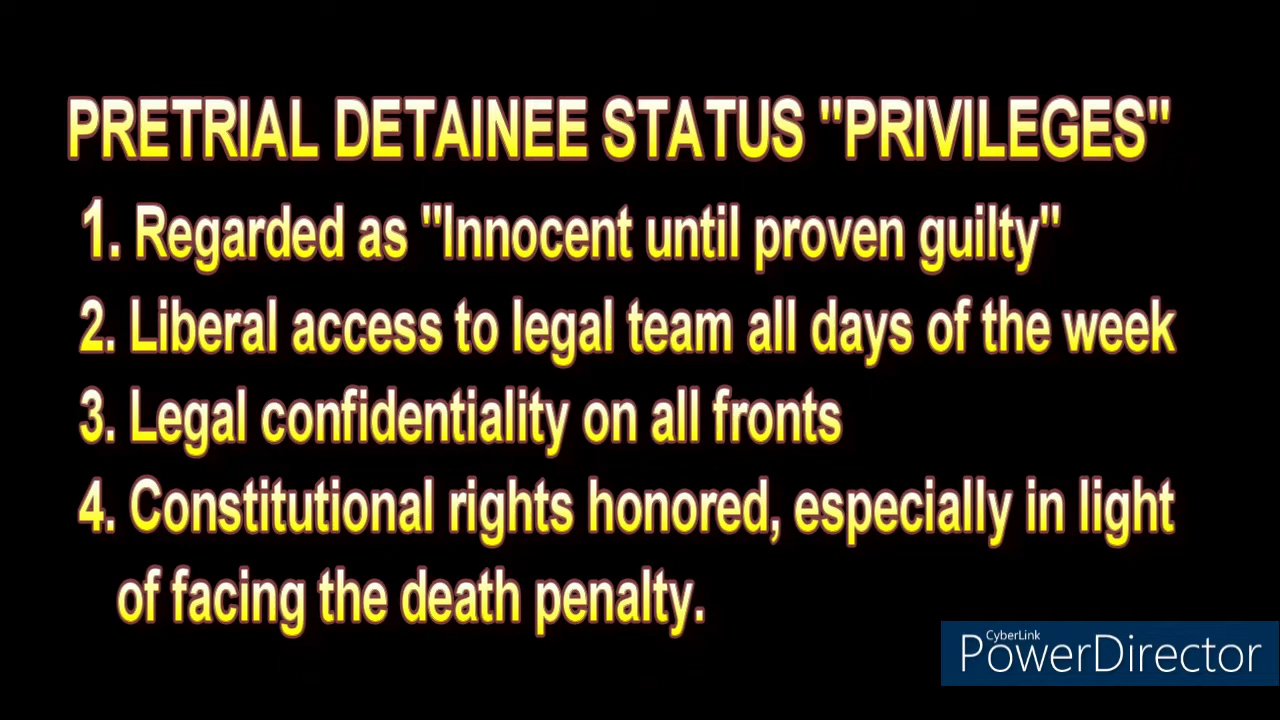 PRETRIAL DETAINEE STATUS "PRIVILEGES"
1. Regarded as "Innocent until proven guilty"
2. Liberal access to legal team all days of the week
3. Legal confidentiality on all fronts
4. Constitutional rights honored, especially in light
of facing the death penalty.
CyberLink
PowerDirector